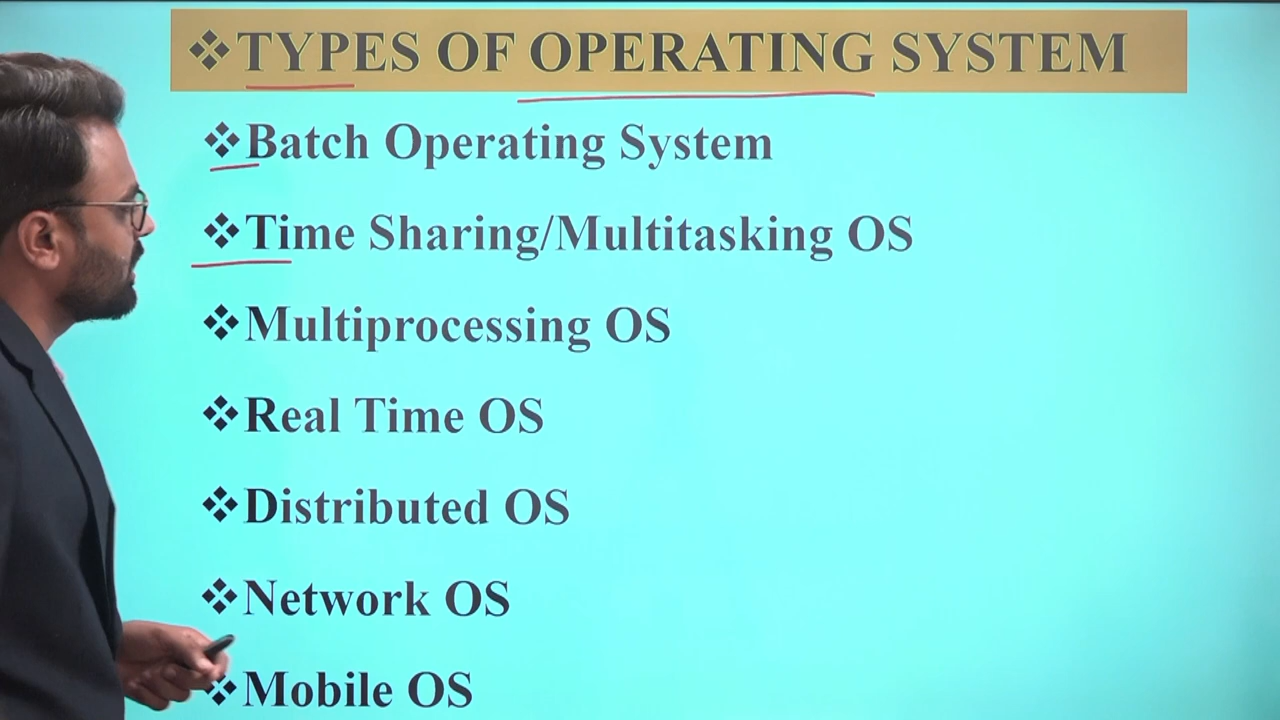 ❖TYPES OF OPERATING SYSTEM
❖Batch Operating System
❖Time Sharing/Multitasking OS
❖Multiprocessing OS
❖Real Time OS
❖Distributed OS
❖Network OS
❖Mobile OS